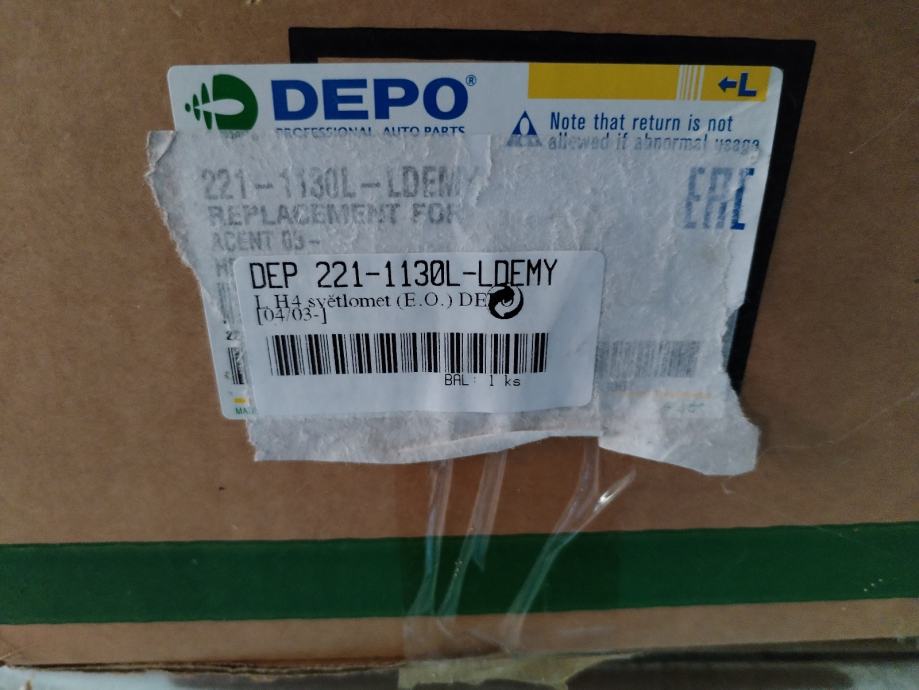 DEPO®
PROFESSIONAL AUTO PARTS
←L
Note that return is not
allowed if abnormal usage
221-1130L-LDEMY
REPLACEMENT FOR
ACENT 03-
EAC
DEP 221-1130L-LDEMY
L H4 světlomet (E.O.) DEPO
[04/03-]
BAL: 1 ks